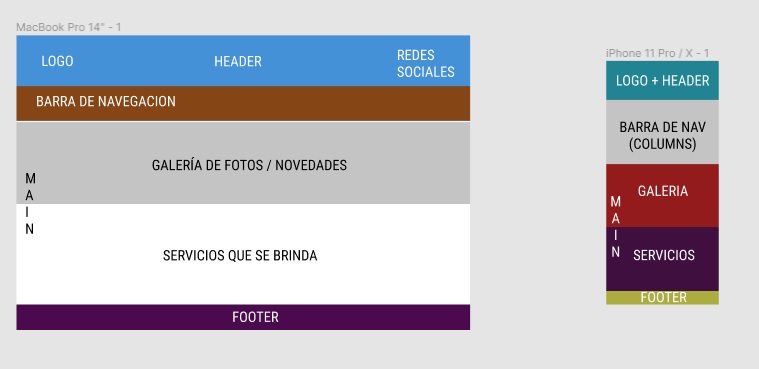 MacBook Pro 14" - 1
LOGO
HEADER
REDES
SOCIALES
BARRA DE NAVEGACION
GALERÍA DE FOTOS / NOVEDADES
M
A
I
N
SERVICIOS QUE SE BRINDA
FOOTER
iPhone 11 Pro / X - 1
LOGO + HEADER
BARRA DE NAV
(COLUMNS)
GALERIA
M
A
I
N
SERVICIOS
FOOTER